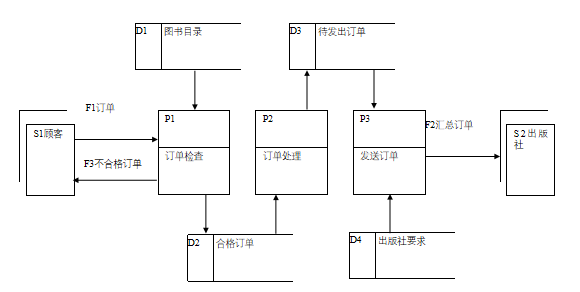 D1 图书目录
D3 待发出订单
F1订单
S1顾客
P1
P2
P3
F2汇总订单
S2出版
社
F3不合格订单
订单检查
订单处理
发送订单
D2 合格订单
D4 出版社要求